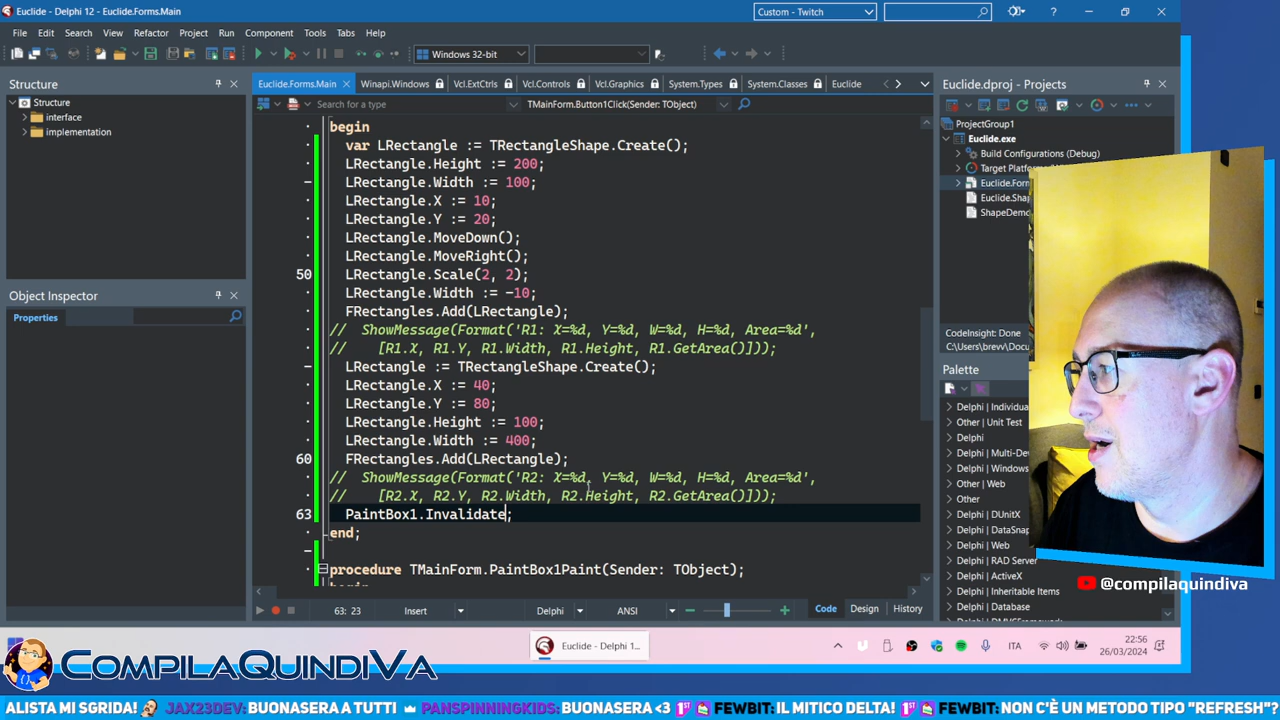 Euclide - Delphi 12 - Euclide.Forms.Main
Custom - Twitch
?
File Edit Search View Refactor Project Run Component Tools Tabs Help
Windows 32-bit
Structure
Structure
interface
implementation
Object Inspector
Properties
Euclide.Forms.Main Winapi.Windows Vcl.ExtCtrls Vcl.Controls Vcl.Graphics System.Types System.Classes Euclide
Search for a type
TMainForm.Button1Click(Sender: TObject)
begin
var LRectangle := TRectangleShape.Create();
LRectangle.Height := 200;
LRectangle.Width := 100;
LRectangle.X := 10;
LRectangle.Y := 20;
LRectangle.MoveDown();
LRectangle.MoveRight();
50 LRectangle.Scale(2, 2);
LRectangle.Width := -10;
FRectangles.Add(LRectangle);
// ShowMessage(Format('R1: X=%d, Y=%d, W=%d, H=%d, Area=%d',
// [R1.X, R1.Y, R1.Width, R1.Height, R1.GetArea()]));
LRectangle := TRectangleShape.Create();
LRectangle.X := 40;
LRectangle.Y := 80;
LRectangle.Height := 100;
LRectangle.Width := 400;
60 FRectangles.Add(LRectangle);
// ShowMessage(Format('R2: X=%d, Y=%d, W=%d, H=%d, Area=%d',
// [R2.X, R2.Y, R2.Width, R2.Height, R2.GetArea()]));
63 PaintBox1.Invalidate;
end;
procedure TMainForm.PaintBox1Paint(Sender: TObject);
63: 23 Insert Delphi ANSI Code Design History
Euclide.dproj - Projects
ProjectGroup1
Euclide.exe
Build Configurations (Debug)
Target Platform
Euclide.Form
Euclide.Sha
ShapeDemo
CodeInsight: Done
C:\Users\brevv\Docu
Palette
Delphi | Individua
Other | Unit Test
Delphi
Delphi | Multi-Dev
Delphi | Windows
Other | Web
Other
Delphi | DUnitX
Delphi | DataSnap
Delphi | Web
Delphi | RAD Server
Delphi | ActiveX
Delphi | Inheritable Items
Delphi | Database
@compilaquindiva
Euclide - Delphi 1...
ITA
22:56
26/03/2024
COMPILAQUINDIVA
ALISTA MI SGRIDA! JAX23DEV: BUONASERA A TUTTI PANSPINNINGKIDS: BUONASERA <3 FEWBIT: IL MITICO DELTA! FEWBIT: NON C'È UN METODO TIPO "REFRESH"?